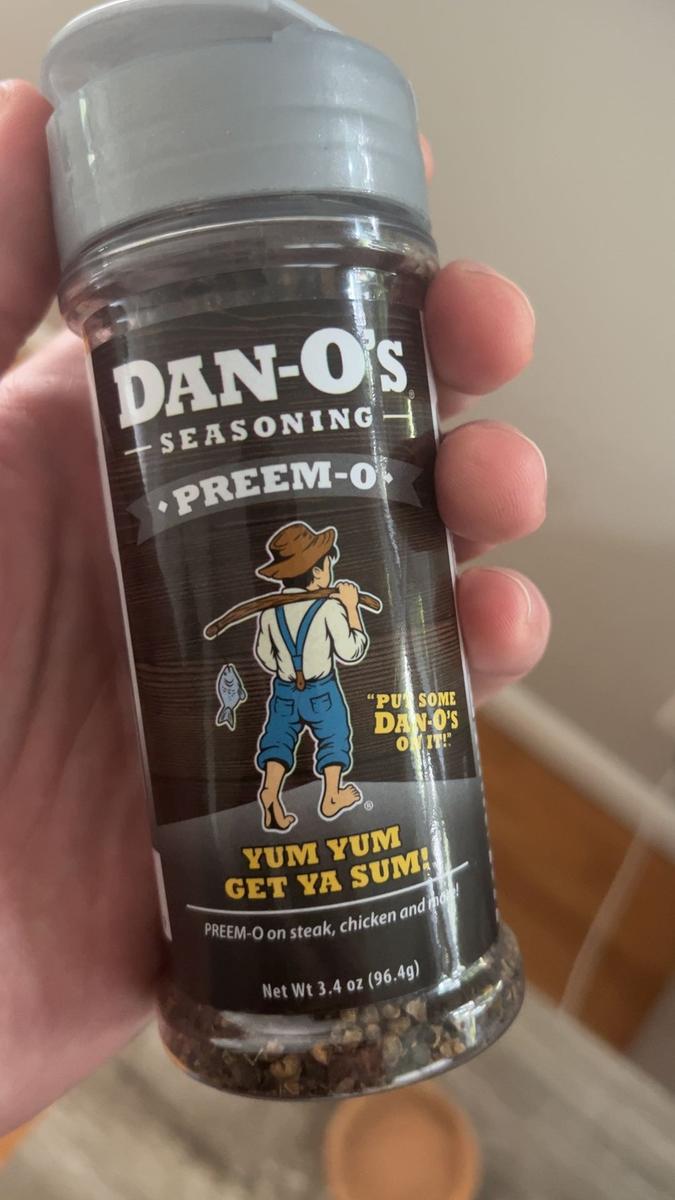 DAN-O's®
SEASONING
PREEM-O
"PUT SOME
DAN-O's
ON IT!"
®
YUM YUM
GET YA SUM!
PREEM-O on steak, chicken and more!
Net Wt 3.4 oz (96.4g)